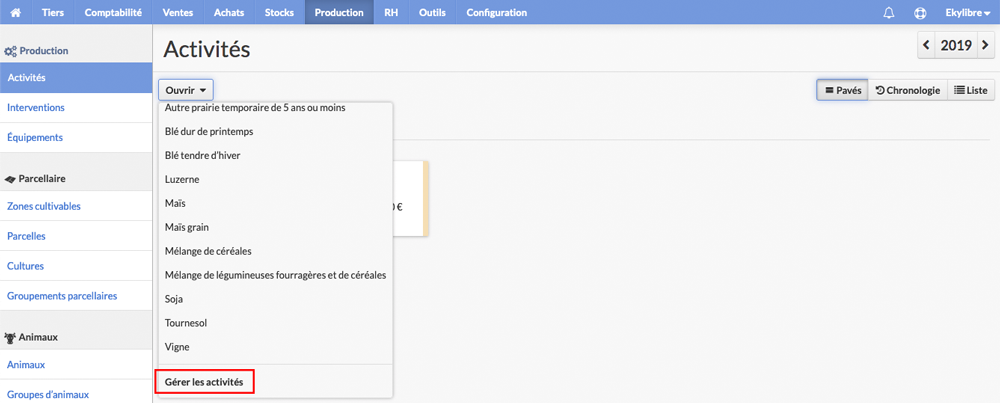 Tiers Comptabilité Ventes Achats Stocks Production RH Outils Configuration Ekylibre
Production
Activités
Interventions
Équipements
Parcellaire
Zones cultivables
Parcelles
Cultures
Groupements parcellaires
Animaux
Animaux
Groupes d'animaux
Activités
2019
Ouvrir
Pavés Chronologie Liste
Autre prairie temporaire de 5 ans ou moins
Blé dur de printemps
Blé tendre d'hiver
Luzerne
Maïs
Maïs grain
Mélange de céréales
Mélange de légumineuses fourragères et de céréales
Soja
Tournesol
Vigne
Gérer les activités
€